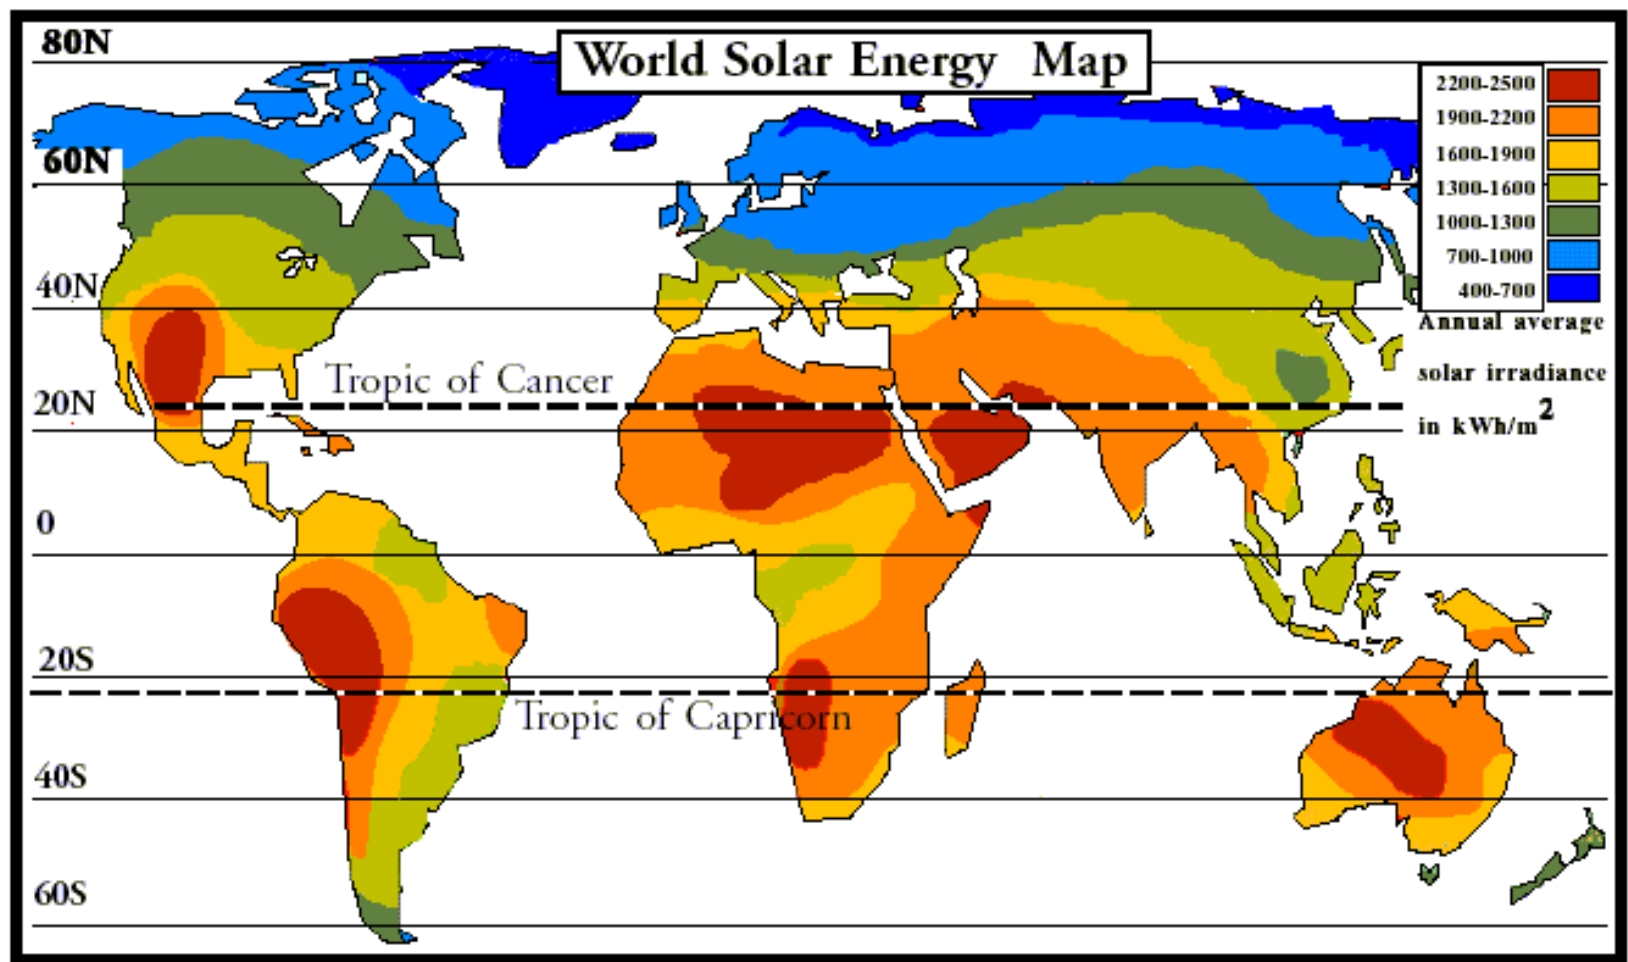 World Solar Energy Map
80N
60N
40N
20N
0
20S
40S
60S
Tropic of Cancer
Tropic of Capricorn
2200-2500
1900-2200
1600-1900
1300-1600
1000-1300
700-1000
400-700
Annual average
solar irradiance
in kWh/m²